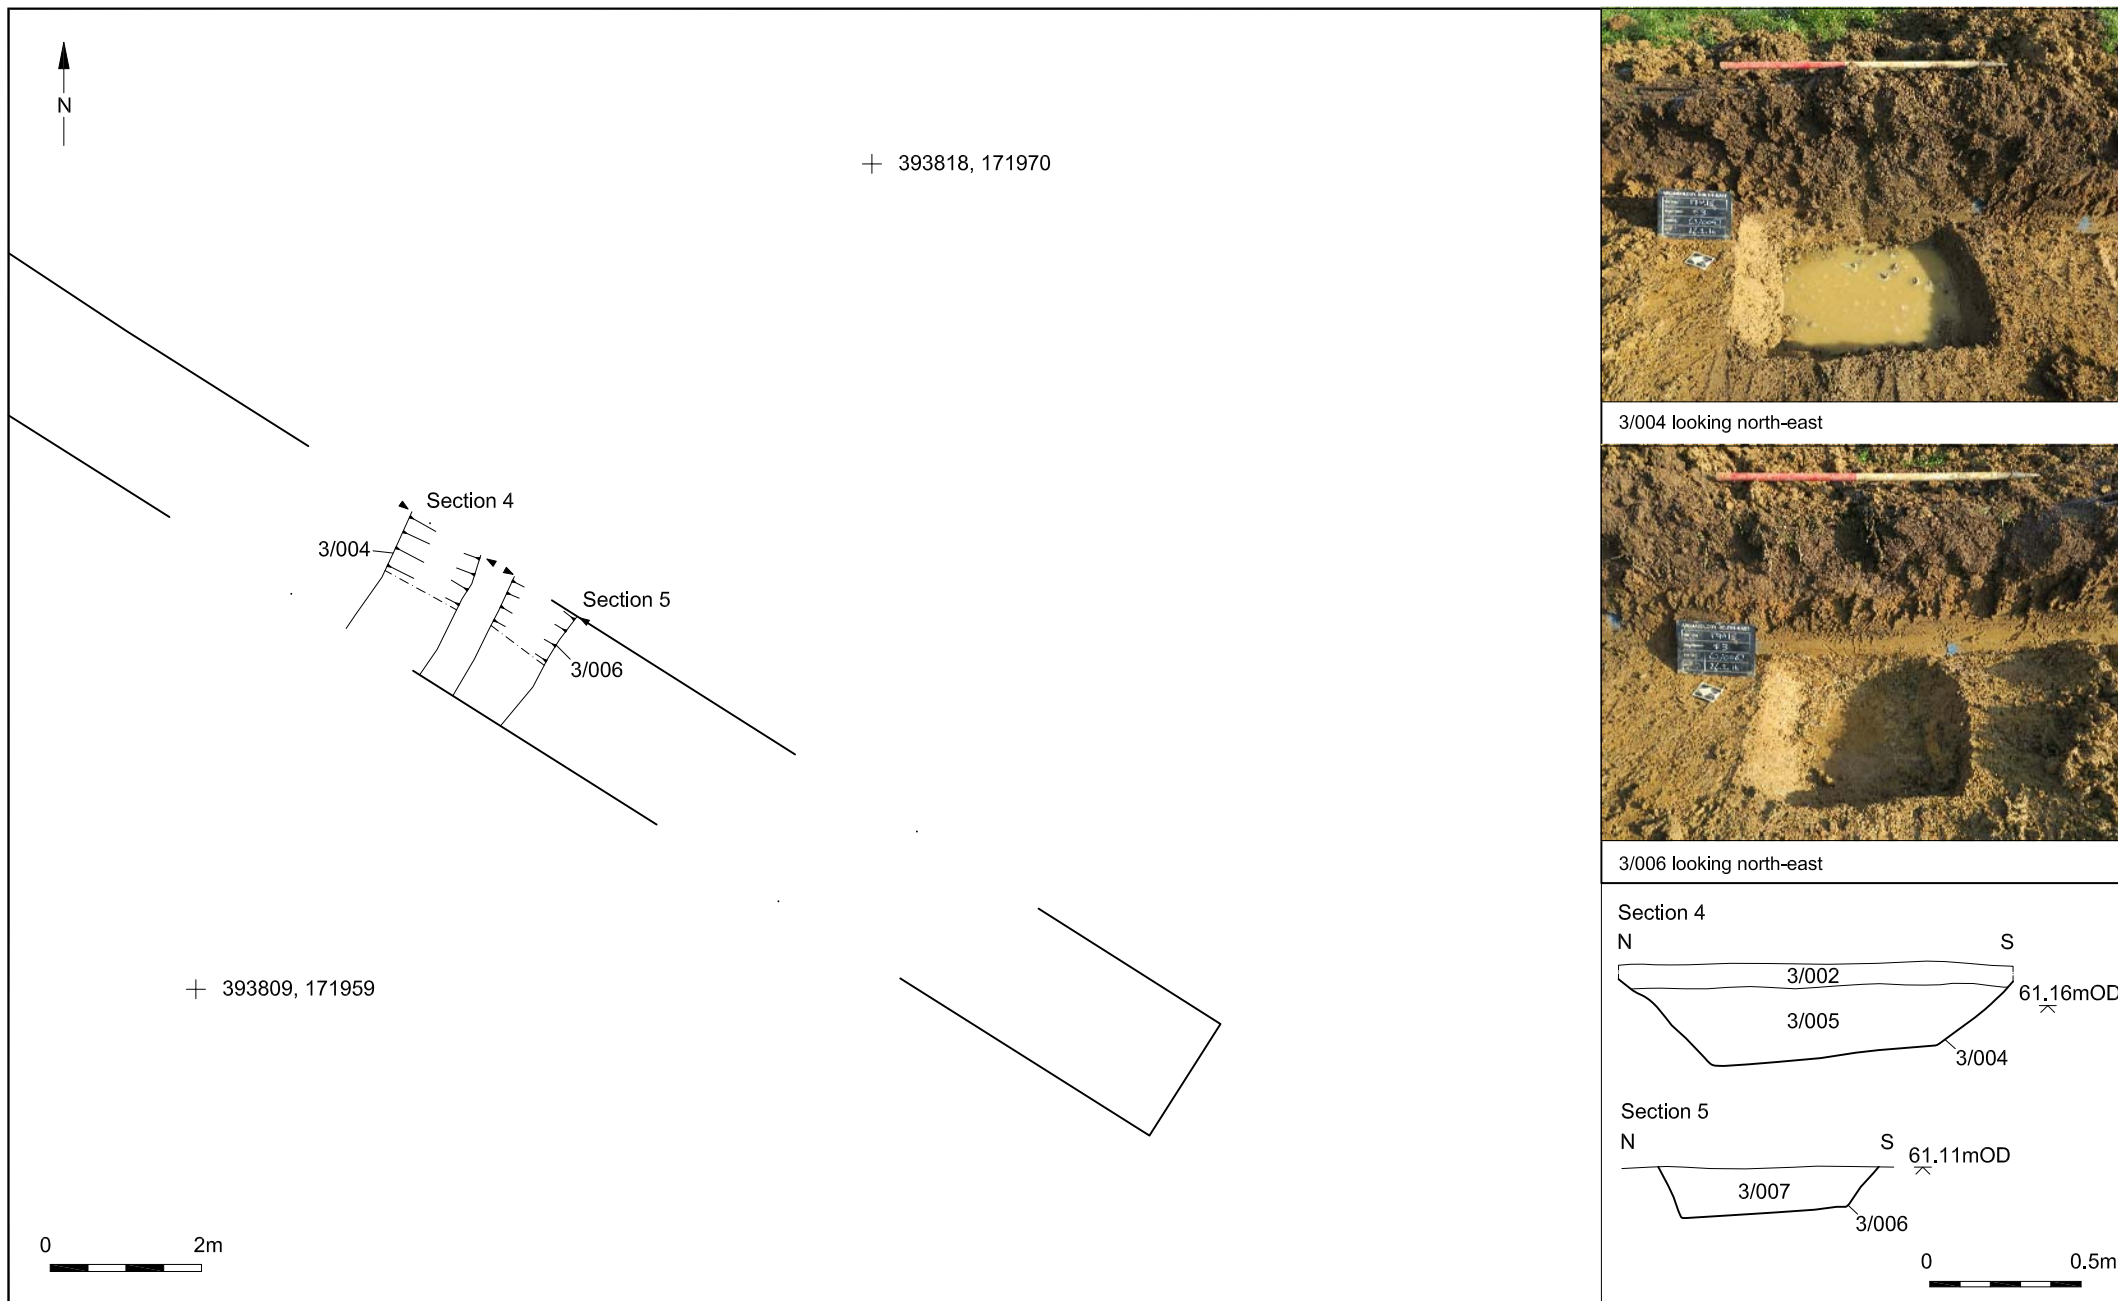 N
393818, 171970
Section 4
3/004
Section 5
3/006
393809, 171959
0 2m
3/004 looking north-east
3/006 looking north-east
Section 4
N S
3/002
61.16mOD
3/005
3/004
Section 5
N S
61.11mOD
3/007
3/006
0 0.5m